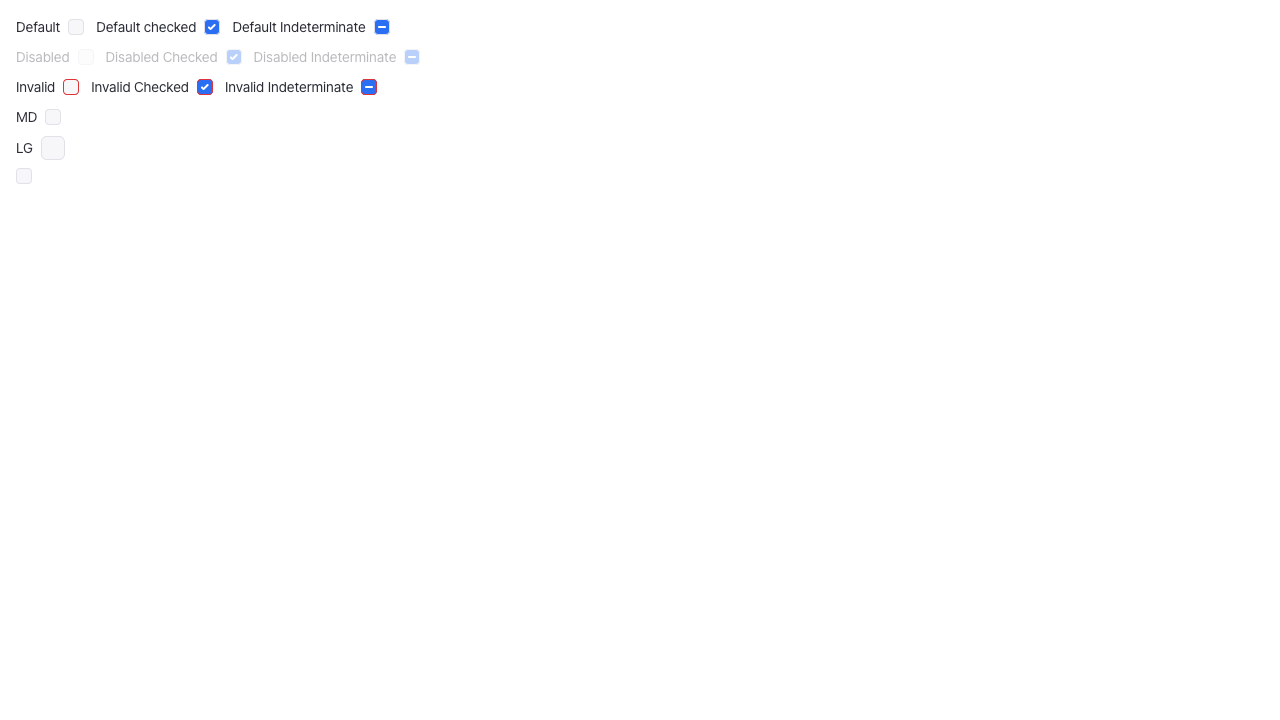 Default Default checked Default Indeterminate
Disabled Disabled Checked Disabled Indeterminate
Invalid Invalid Checked Invalid Indeterminate
MD
LG